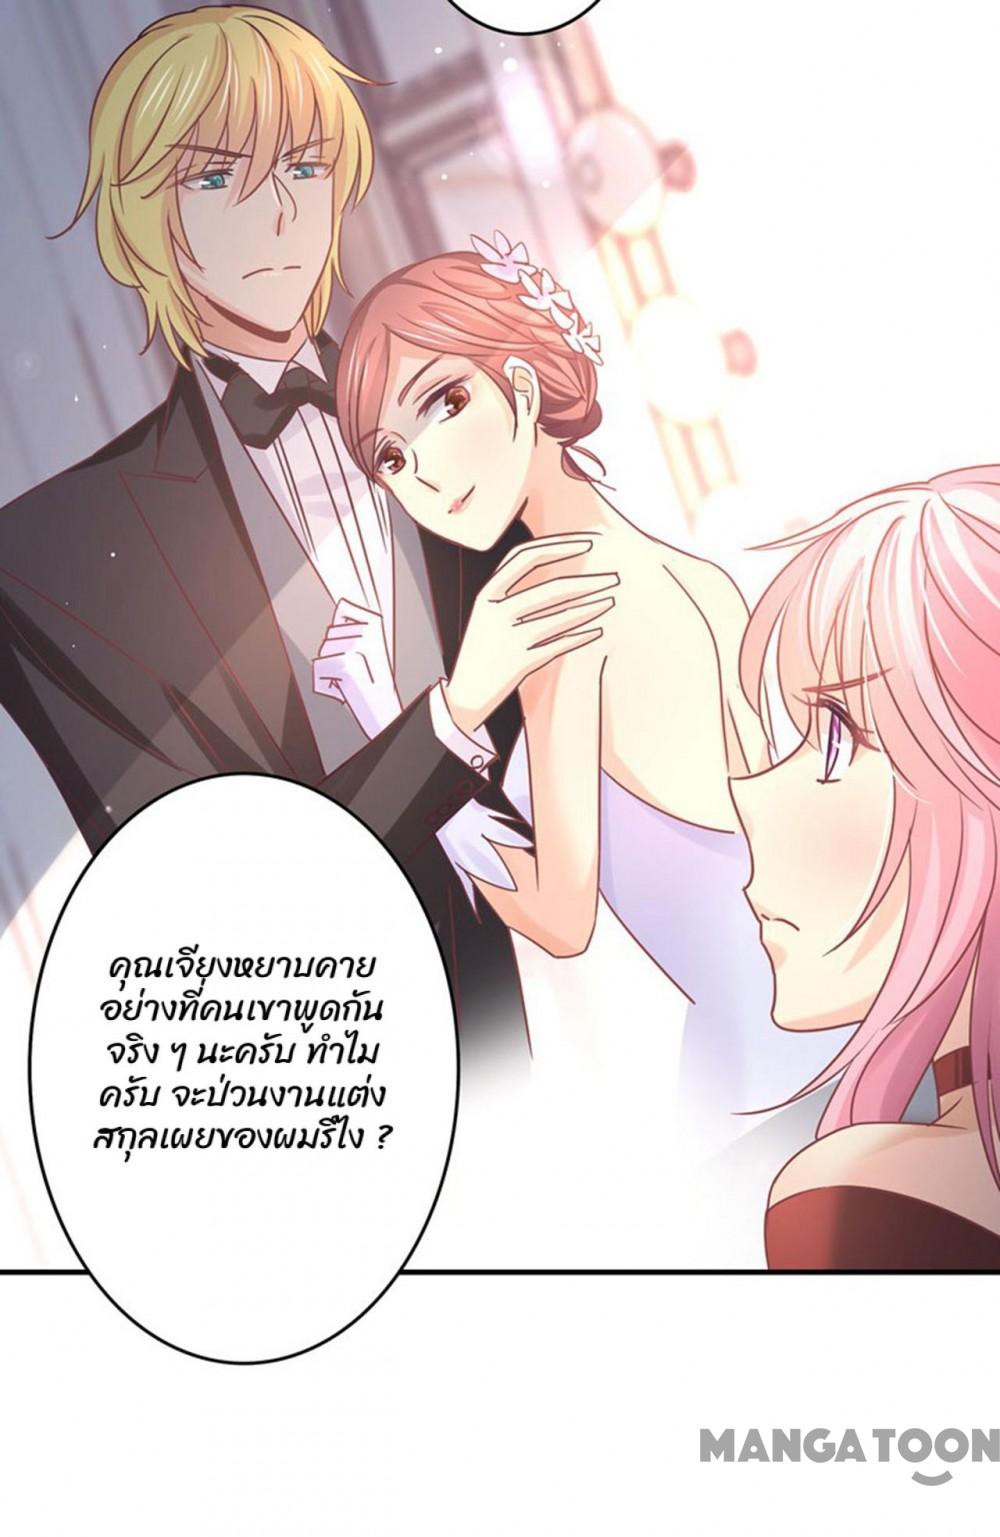 คุณเจียงหยาบคาย
อย่างที่คนเขาพูดกัน
จริง ๆ นะครับ ทำไม
ครับ จะป่วนงานแต่ง
สกุลเผยของผมรึไง ?
MANGATOON